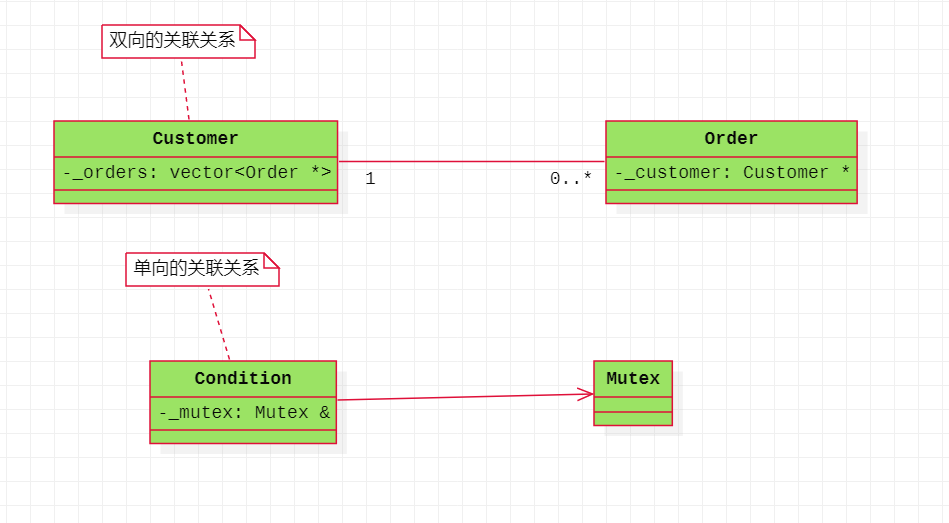 双向的关联关系
Customer
-_orders: vector<Order *>
1
0..*
Order
-_customer: Customer *
单向的关联关系
Condition
-_mutex: Mutex &
Mutex